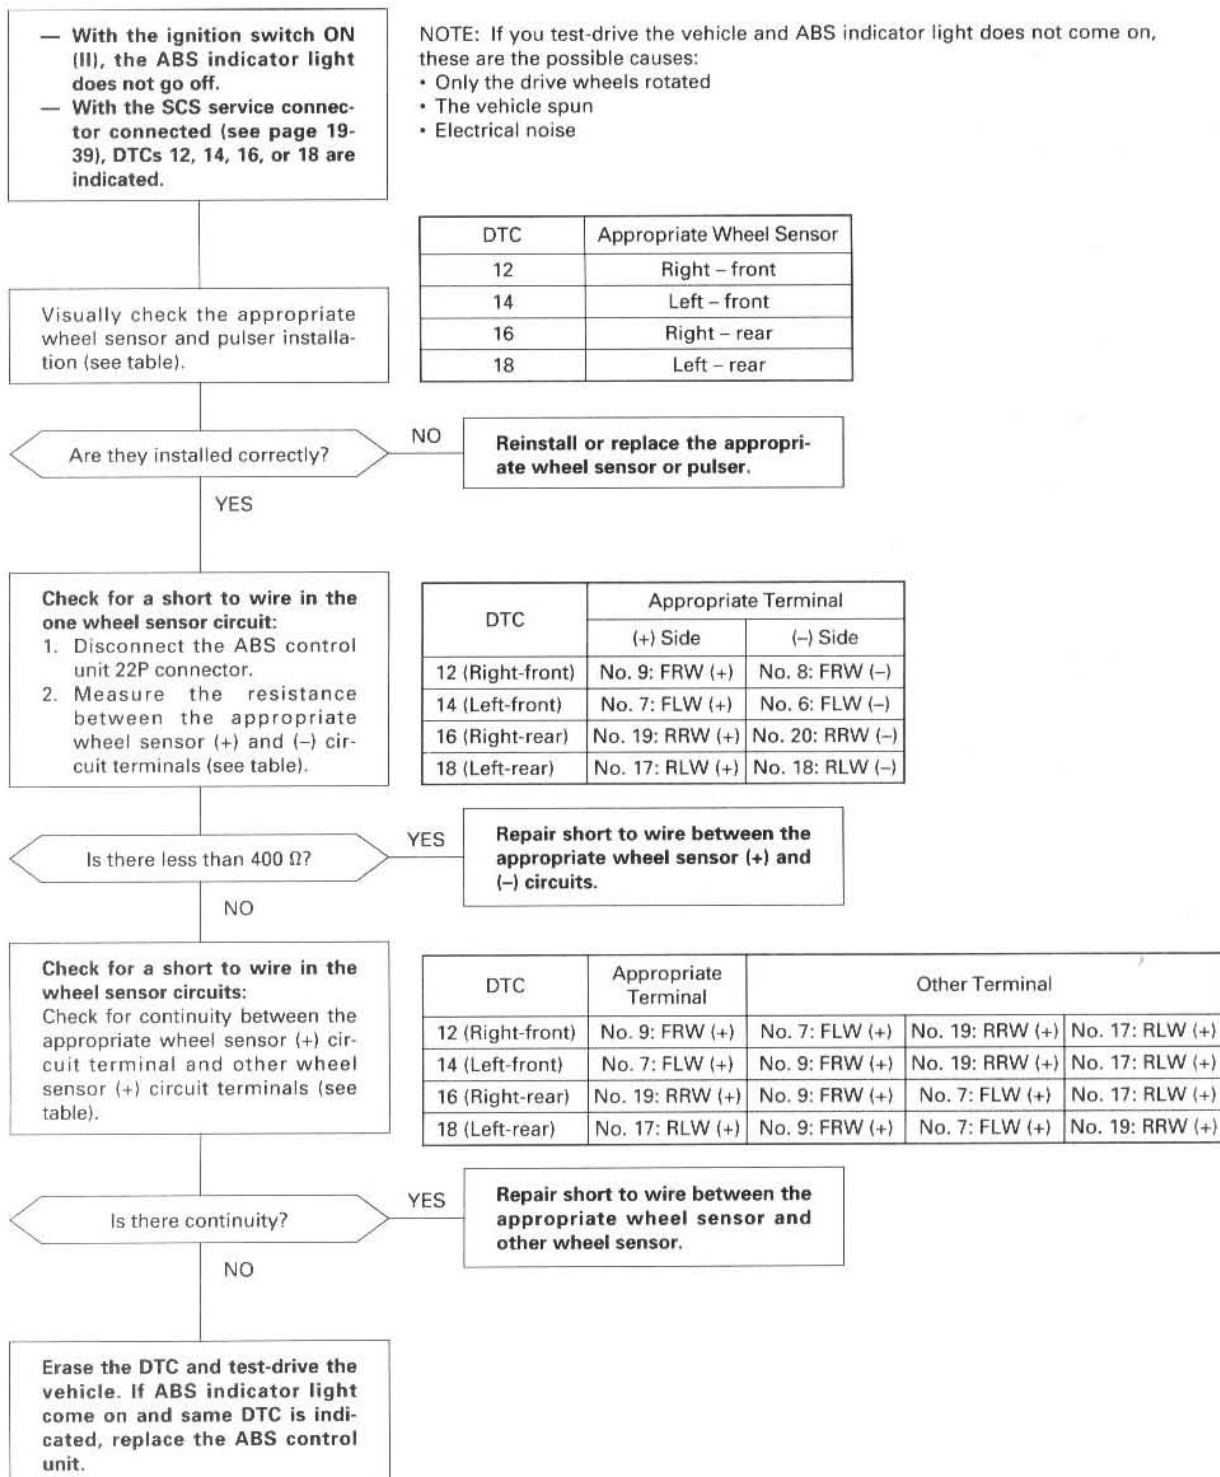 — With the ignition switch ON
(II), the ABS indicator light
does not go off.
— With the SCS service connec-
tor connected (see page 19-
39), DTCs 12, 14, 16, or 18 are
indicated.
NOTE: If you test-drive the vehicle and ABS indicator light does not come on,
these are the possible causes:
• Only the drive wheels rotated
• The vehicle spun
• Electrical noise
DTC Appropriate Wheel Sensor
12 Right – front
14 Left – front
16 Right – rear
18 Left – rear
Visually check the appropriate
wheel sensor and pulser installa-
tion (see table).
Are they installed correctly?
NO
Reinstall or replace the appropri-
ate wheel sensor or pulser.
YES
Check for a short to wire in the
one wheel sensor circuit:
1. Disconnect the ABS control
unit 22P connector.
2. Measure the resistance
between the appropriate
wheel sensor (+) and (–) cir-
cuit terminals (see table).
DTC Appropriate Terminal
(+) Side (–) Side
12 (Right-front) No. 9: FRW (+) No. 8: FRW (–)
14 (Left-front) No. 7: FLW (+) No. 6: FLW (–)
16 (Right-rear) No. 19: RRW (+) No. 20: RRW (–)
18 (Left-rear) No. 17: RLW (+) No. 18: RLW (–)
Is there less than 400 Ω?
YES
Repair short to wire between the
appropriate wheel sensor (+) and
(–) circuits.
NO
Check for a short to wire in the
wheel sensor circuits:
Check for continuity between the
appropriate wheel sensor (+) cir-
cuit terminal and other wheel
sensor (+) circuit terminals (see
table).
DTC Appropriate
Terminal Other Terminal
12 (Right-front) No. 9: FRW (+) No. 7: FLW (+) No. 19: RRW (+) No. 17: RLW (+)
14 (Left-front) No. 7: FLW (+) No. 9: FRW (+) No. 19: RRW (+) No. 17: RLW (+)
16 (Right-rear) No. 19: RRW (+) No. 9: FRW (+) No. 7: FLW (+) No. 17: RLW (+)
18 (Left-rear) No. 17: RLW (+) No. 9: FRW (+) No. 7: FLW (+) No. 19: RRW (+)
Is there continuity?
YES
Repair short to wire between the
appropriate wheel sensor and
other wheel sensor.
NO
Erase the DTC and test-drive the
vehicle. If ABS indicator light
come on and same DTC is indi-
cated, replace the ABS control
unit.